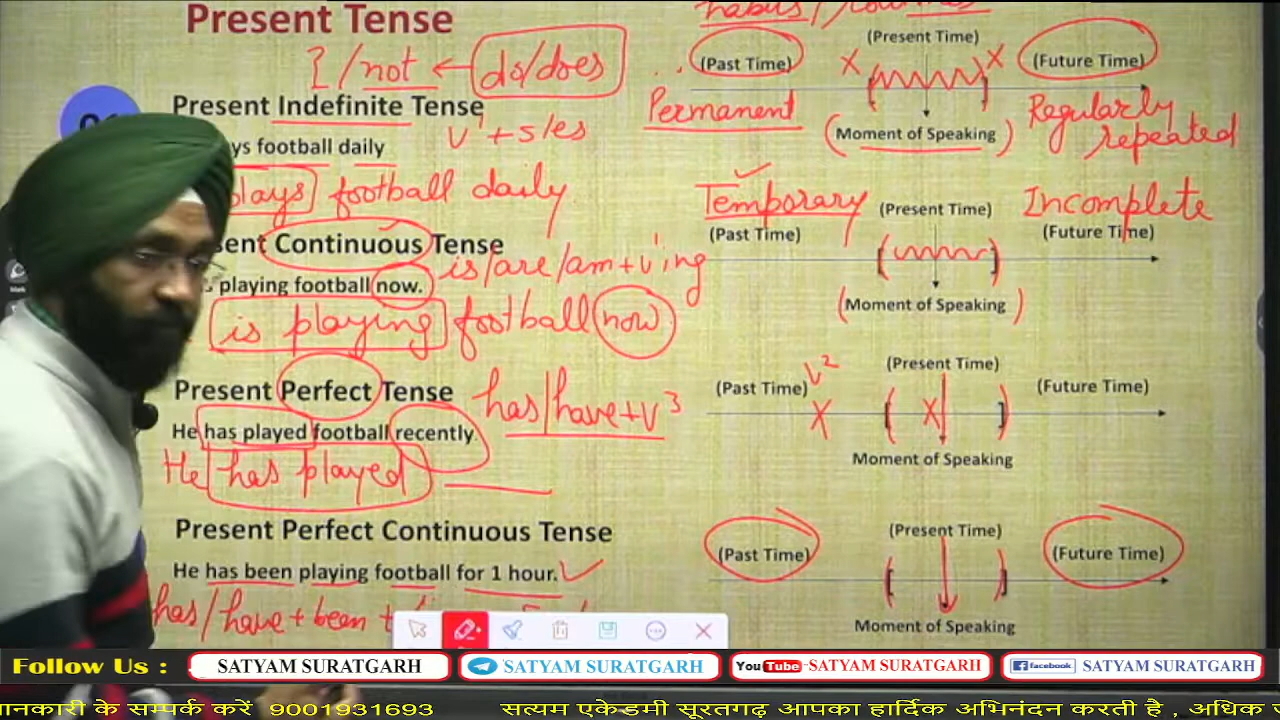 Present Tense
habits/routines
(Past Time)
(Present Time)
(Future Time)
I/not ← do/does
Present Indefinite Tense
Permanent
(Moment of Speaking)
Regularly
repeated
V¹ + s/es
ys football daily
plays football daily
Temporary
(Present Time)
Incomplete
(Past Time)
(Future Time)
sent Continuous Tense
is/are/am+V¹ing
playing football now.
(Moment of Speaking)
is playing football now
Present Perfect Tense
has/have+V³
(Past Time)
V²
(Present Time)
(Future Time)
He has played football recently.
He has played
Moment of Speaking
Present Perfect Continuous Tense
(Past Time)
(Present Time)
(Future Time)
He has been playing football for 1 hour.
has/have+been+
Moment of Speaking
Follow Us :
SATYAM SURATGARH
SATYAM SURATGARH
YouTube-SATYAM SURATGARH
facebook SATYAM SURATGARH
जानकारी के सम्पर्क करें 9001931693
सत्यम एकेडमी सूरतगढ़ आपका हार्दिक अभिनंदन करती है , अधिक